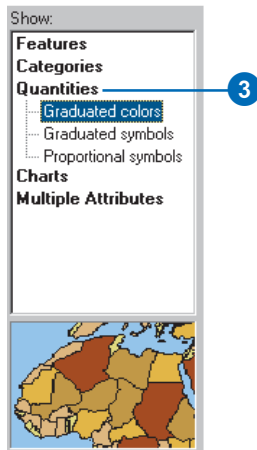 Show:
Features
Categories
Quantities 3
Graduated colors
Graduated symbols
Proportional symbols
Charts
Multiple Attributes